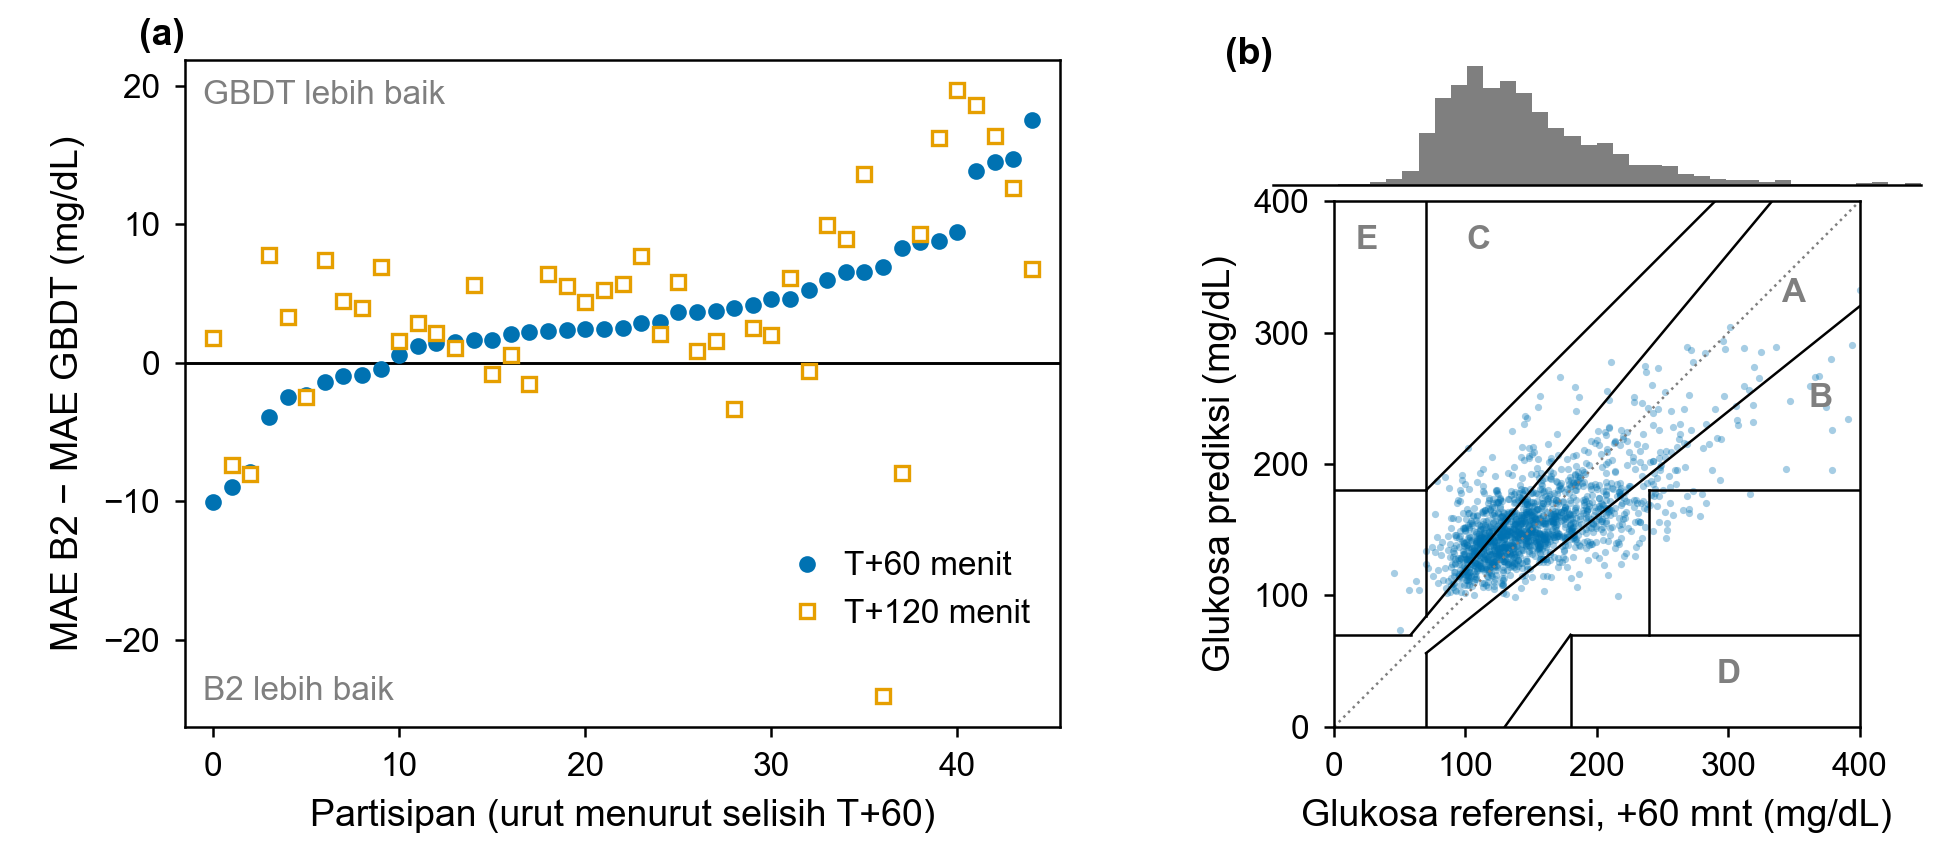 (a)
GBDT lebih baik
20
10
0
−10
−20
MAE B2 − MAE GBDT (mg/dL)
T+60 menit
T+120 menit
B2 lebih baik
0 10 20 30 40
Partisipan (urut menurut selisih T+60)
(b)
400
300
200
100
0
Glukosa prediksi (mg/dL)
E C
A
B
D
0 100 200 300 400
Glukosa referensi, +60 mnt (mg/dL)